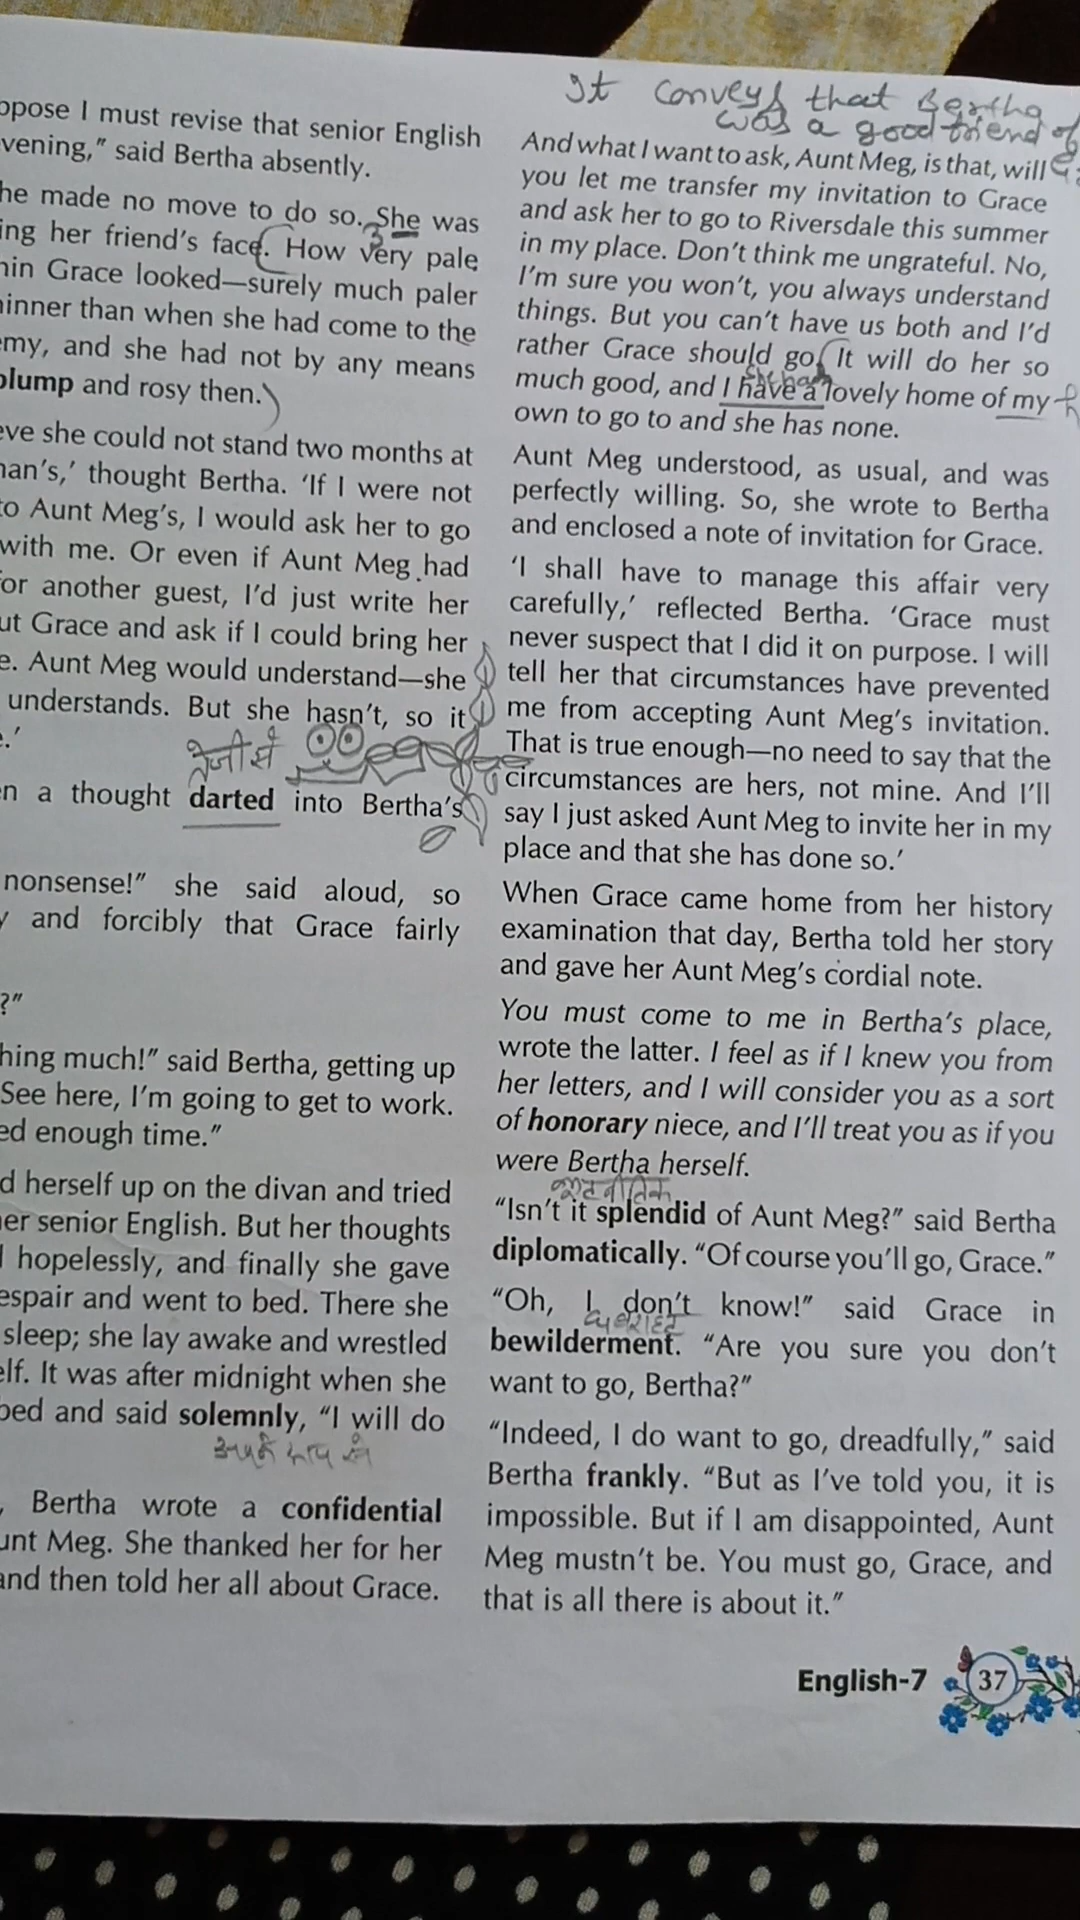 It conveys that Bertha
was a good friend of
ppose I must revise that senior English
vening,” said Bertha absently.
he made no move to do so. She was
ing her friend’s face. How very pale
hin Grace looked—surely much paler
hinner than when she had come to the
emy, and she had not by any means
plump and rosy then.
eve she could not stand two months at
nan’s,’ thought Bertha. ‘If I were not
to Aunt Meg’s, I would ask her to go
with me. Or even if Aunt Meg had
for another guest, I’d just write her
ut Grace and ask if I could bring her
e. Aunt Meg would understand—she
understands. But she hasn’t, so it
.’
तेजी से
n a thought darted into Bertha’s
nonsense!” she said aloud, so
y and forcibly that Grace fairly
?”
hing much!” said Bertha, getting up
See here, I’m going to get to work.
ed enough time.”
d herself up on the divan and tried
er senior English. But her thoughts
l hopelessly, and finally she gave
espair and went to bed. There she
sleep; she lay awake and wrestled
elf. It was after midnight when she
bed and said solemnly, “I will do
, Bertha wrote a confidential
unt Meg. She thanked her for her
and then told her all about Grace.
And what I want to ask, Aunt Meg, is that, will
you let me transfer my invitation to Grace
and ask her to go to Riversdale this summer
in my place. Don’t think me ungrateful. No,
I’m sure you won’t, you always understand
things. But you can’t have us both and I’d
rather Grace should go. It will do her so
she has
much good, and I have a lovely home of my
own to go to and she has none.
Aunt Meg understood, as usual, and was
perfectly willing. So, she wrote to Bertha
and enclosed a note of invitation for Grace.
‘I shall have to manage this affair very
carefully,’ reflected Bertha. ‘Grace must
never suspect that I did it on purpose. I will
tell her that circumstances have prevented
me from accepting Aunt Meg’s invitation.
That is true enough—no need to say that the
circumstances are hers, not mine. And I’ll
say I just asked Aunt Meg to invite her in my
place and that she has done so.’
When Grace came home from her history
examination that day, Bertha told her story
and gave her Aunt Meg’s cordial note.
You must come to me in Bertha’s place,
wrote the latter. I feel as if I knew you from
her letters, and I will consider you as a sort
of honorary niece, and I’ll treat you as if you
were Bertha herself.
“Isn’t it splendid of Aunt Meg?” said Bertha
diplomatically. “Of course you’ll go, Grace.”
“Oh, I don’t know!” said Grace in
bewilderment. “Are you sure you don’t
want to go, Bertha?”
“Indeed, I do want to go, dreadfully,” said
Bertha frankly. “But as I’ve told you, it is
impossible. But if I am disappointed, Aunt
Meg mustn’t be. You must go, Grace, and
that is all there is about it.”
English-7
37